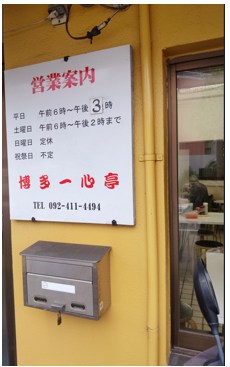 営業案内
平日 午前6時～午後3時
土曜日 午前6時～午後2時まで
日曜日 定休
祝祭日 不定
博多一心亭
TEL 092-411-4494